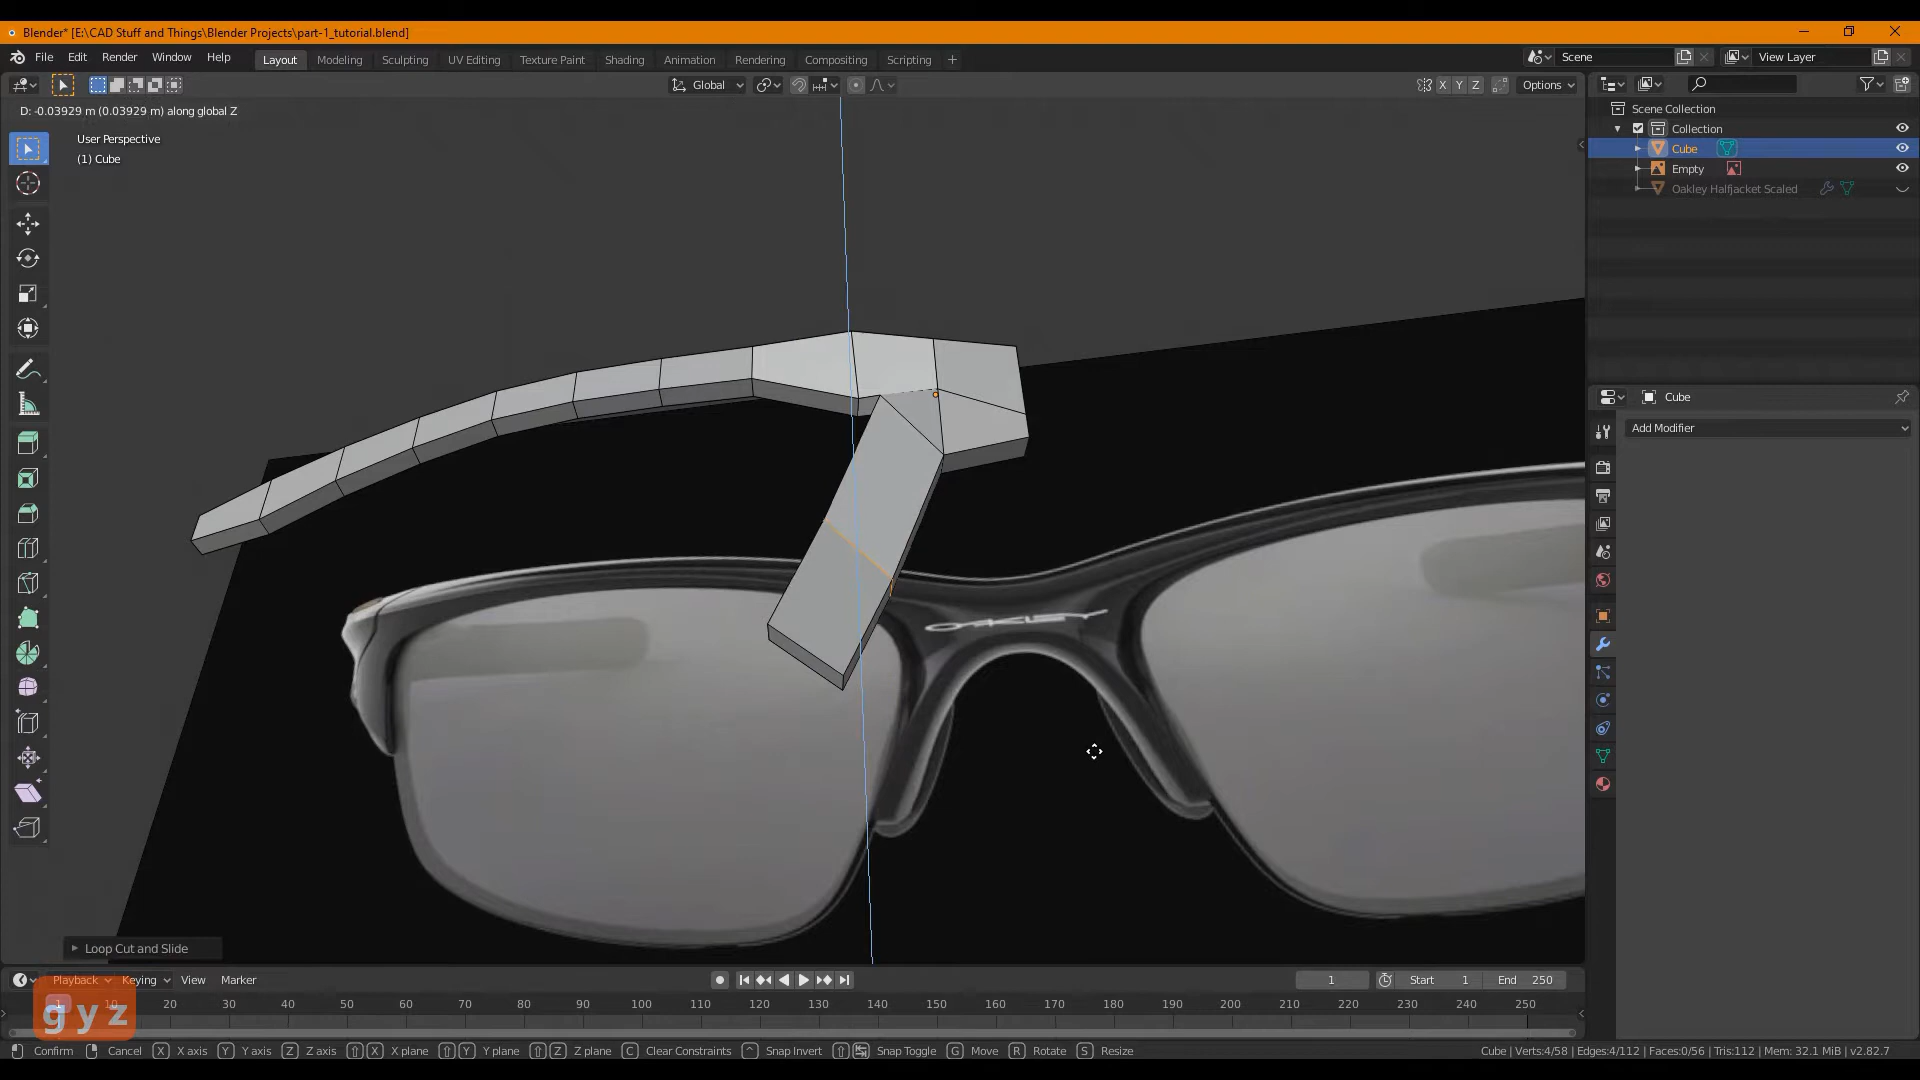 Blender* [E:\CAD Stuff and Things\Blender Projects\part-1_tutorial.blend]
File Edit Render Window Help Layout Modeling Sculpting UV Editing Texture Paint Shading Animation Rendering Compositing Scripting + Scene View Layer
Global X Y Z Options
D: -0.03929 m (0.03929 m) along global Z
User Perspective
(1) Cube
Scene Collection
Collection
Cube
Empty
Oakley Halfjacket Scaled
Cube
Add Modifier
OAKLEY
Loop Cut and Slide
Playback Keying View Marker 1 Start 1 End 250
1 10 20 30 40 50 60 70 80 90 100 110 120 130 140 150 160 170 180 190 200 210 220 230 240 250
g y z
Confirm Cancel X X axis Y Y axis Z Z axis X X plane Y Y plane Z Z plane C Clear Constraints ^ Snap Invert Snap Toggle G Move R Rotate S Resize Cube | Verts:4/58 | Edges:4/112 | Faces:0/56 | Tris:112 | Mem: 32.1 MiB | v2.82.7